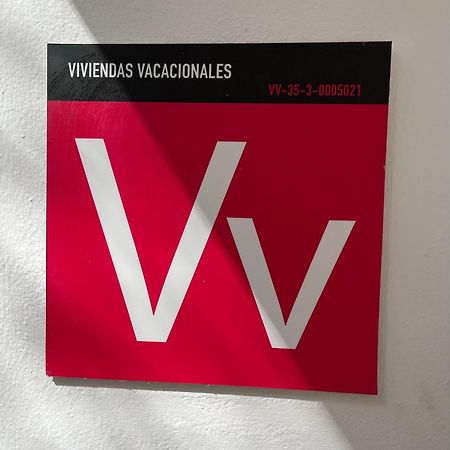 VIVIENDAS VACACIONALES
VV-35-3-0005021
Vv